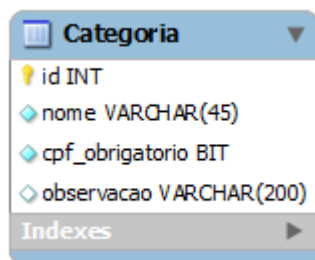 Categoria
id INT
nome VARCHAR(45)
cpf_obrigatorio BIT
observacao VARCHAR(200)
Indexes